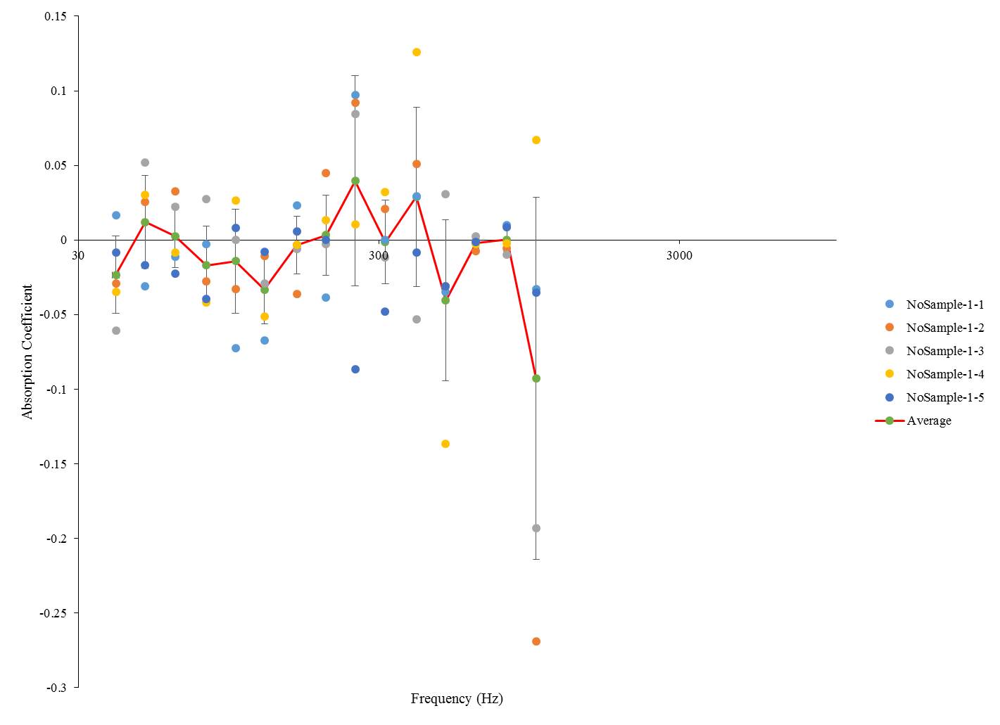 0.15
0.1
0.05
0
-0.05
-0.1
-0.15
-0.2
-0.25
-0.3
30
300
3000
Absorption Coefficient
Frequency (Hz)
NoSample-1-1
NoSample-1-2
NoSample-1-3
NoSample-1-4
NoSample-1-5
Average